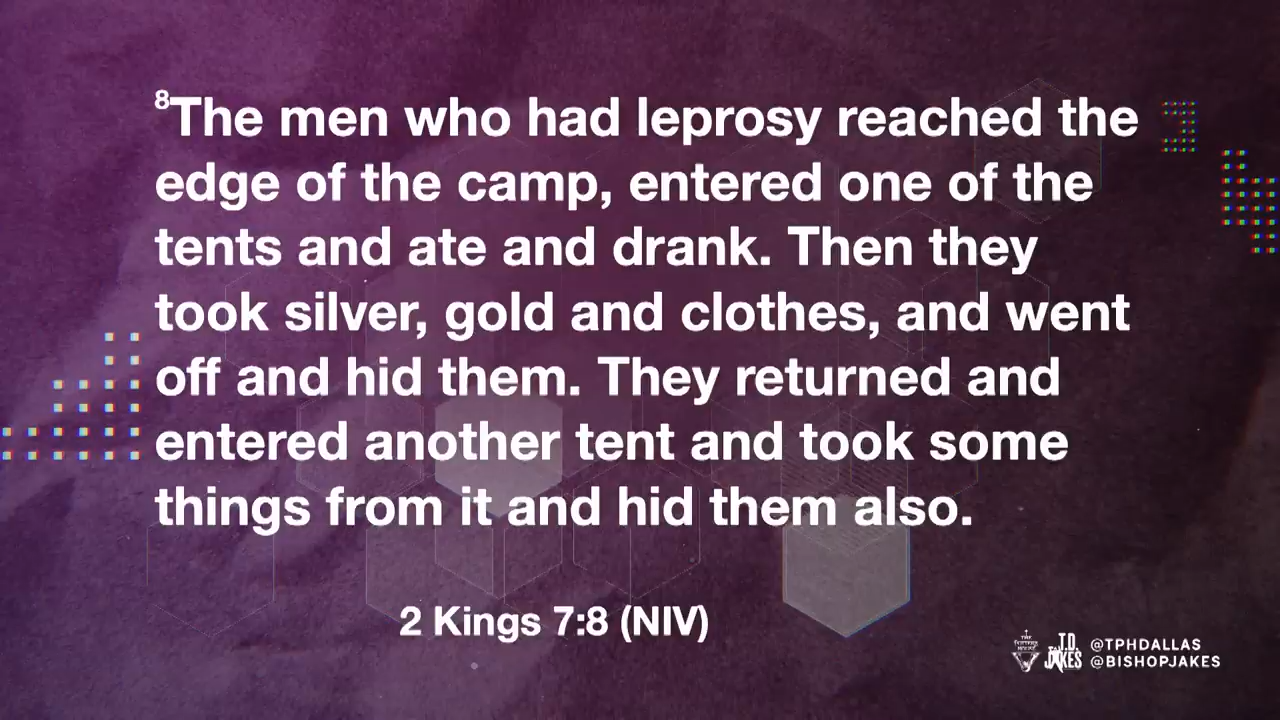 8The men who had leprosy reached the
edge of the camp, entered one of the
tents and ate and drank. Then they
took silver, gold and clothes, and went
off and hid them. They returned and
entered another tent and took some
things from it and hid them also.
2 Kings 7:8 (NIV)
T.D.
JAKES
@TPHDALLAS
@BISHOPJAKES